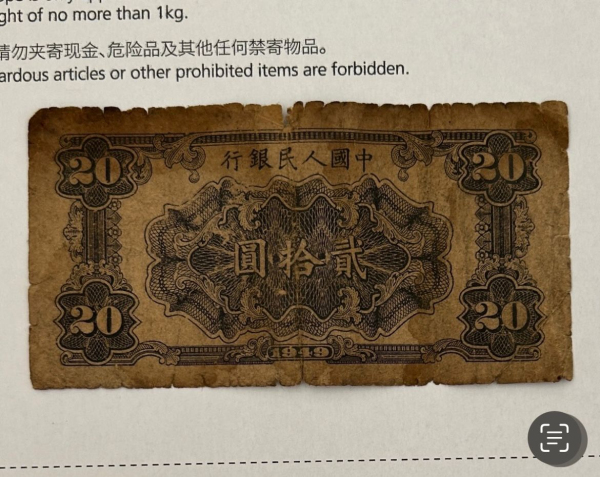 ght of no more than 1kg.
请勿夹寄现金、危险品及其他任何禁寄物品。
ardous articles or other prohibited items are forbidden.
中國人民銀行
20 20
貳拾圓
20 20
1949